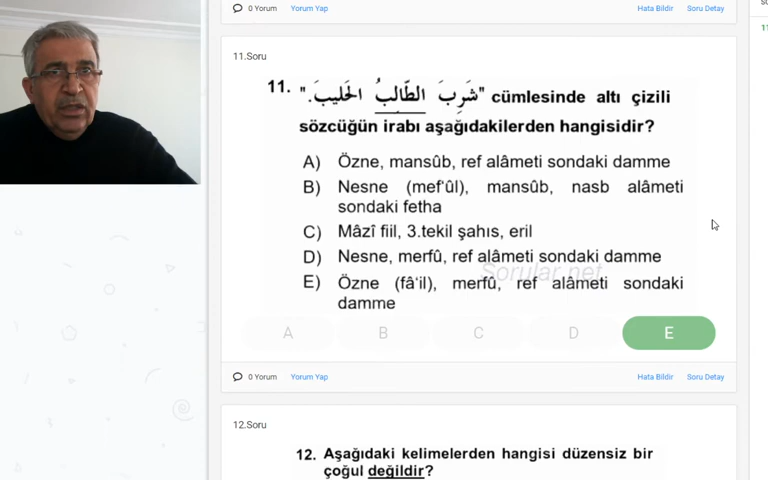 0 Yorum Yorum Yap Hata Bildir Soru Detay
11.Soru
11. "شَرِبَ الطَّالِبُ الحَليبَ." cümlesinde altı çizili
sözcüğün irabı aşağıdakilerden hangisidir?
A) Özne, mansûb, ref alâmeti sondaki damme
B) Nesne (mef‘ûl), mansûb, nasb alâmeti
sondaki fetha
C) Mâzî fiil, 3.tekil şahıs, eril
D) Nesne, merfû, ref alâmeti sondaki damme
E) Özne (fâ‘il), merfû, ref alâmeti sondaki
damme
Sorular.net
A B C D E
0 Yorum Yorum Yap Hata Bildir Soru Detay
12.Soru
12. Aşağıdaki kelimelerden hangisi düzensiz bir
çoğul değildir?